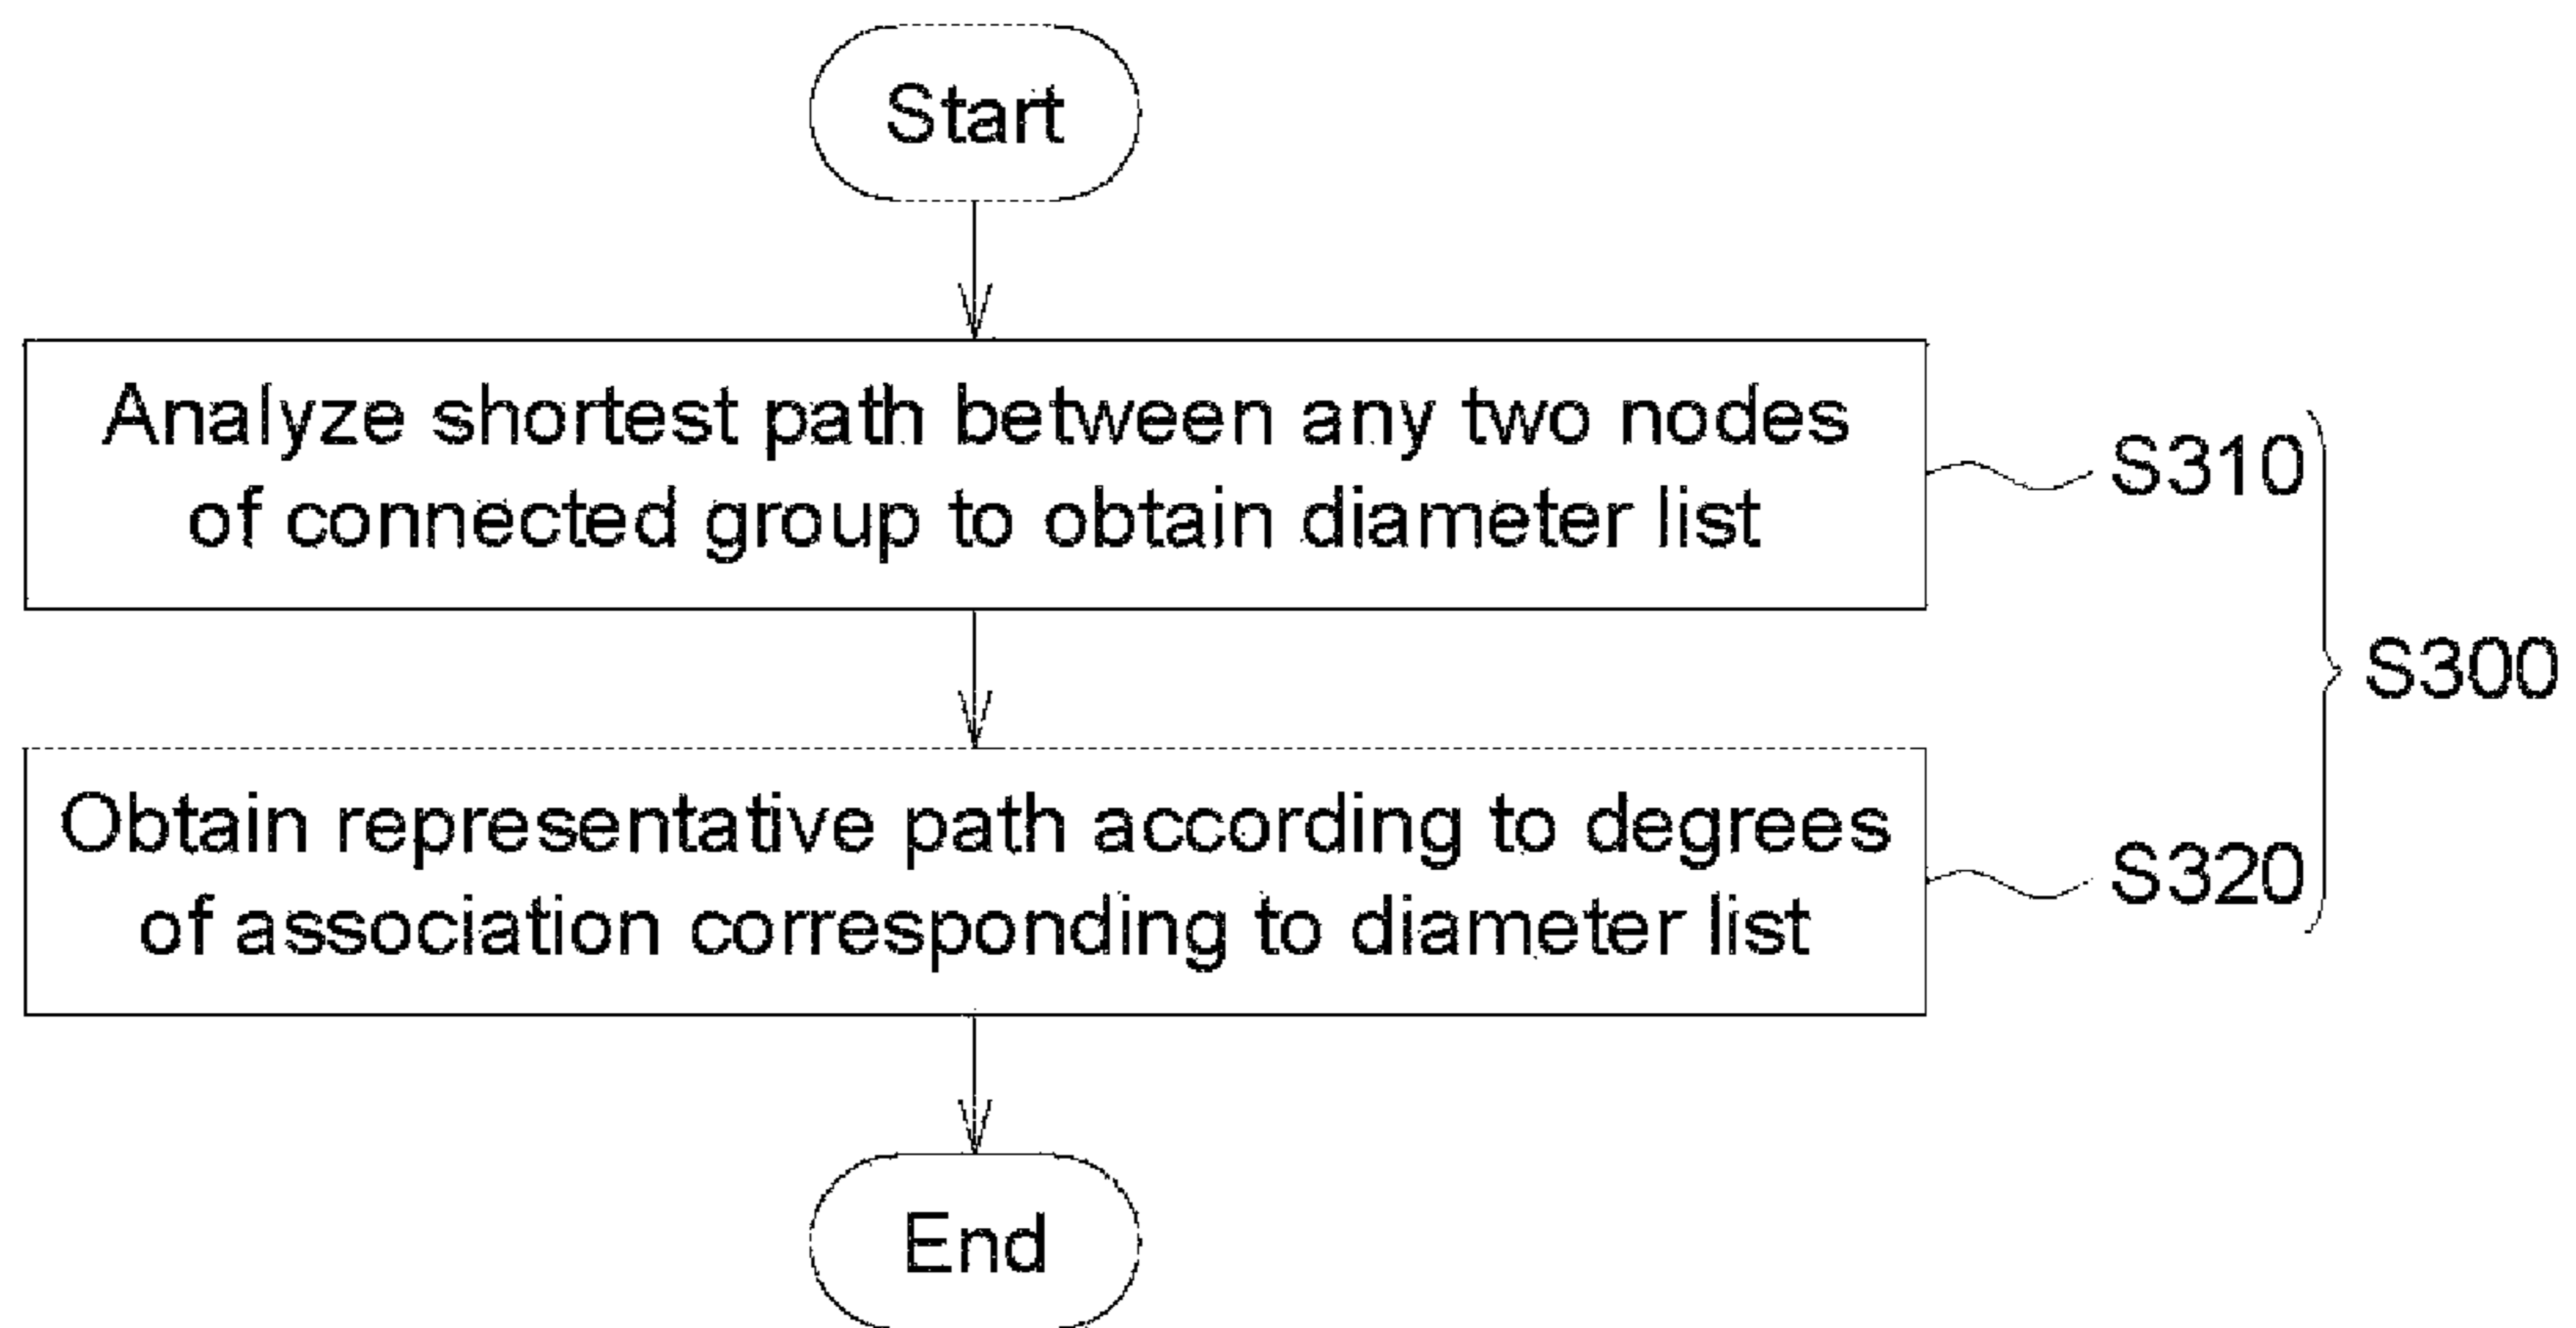 Start
Analyze shortest path between any two nodes
of connected group to obtain diameter list
S310
S300
Obtain representative path according to degrees
of association corresponding to diameter list
S320
End